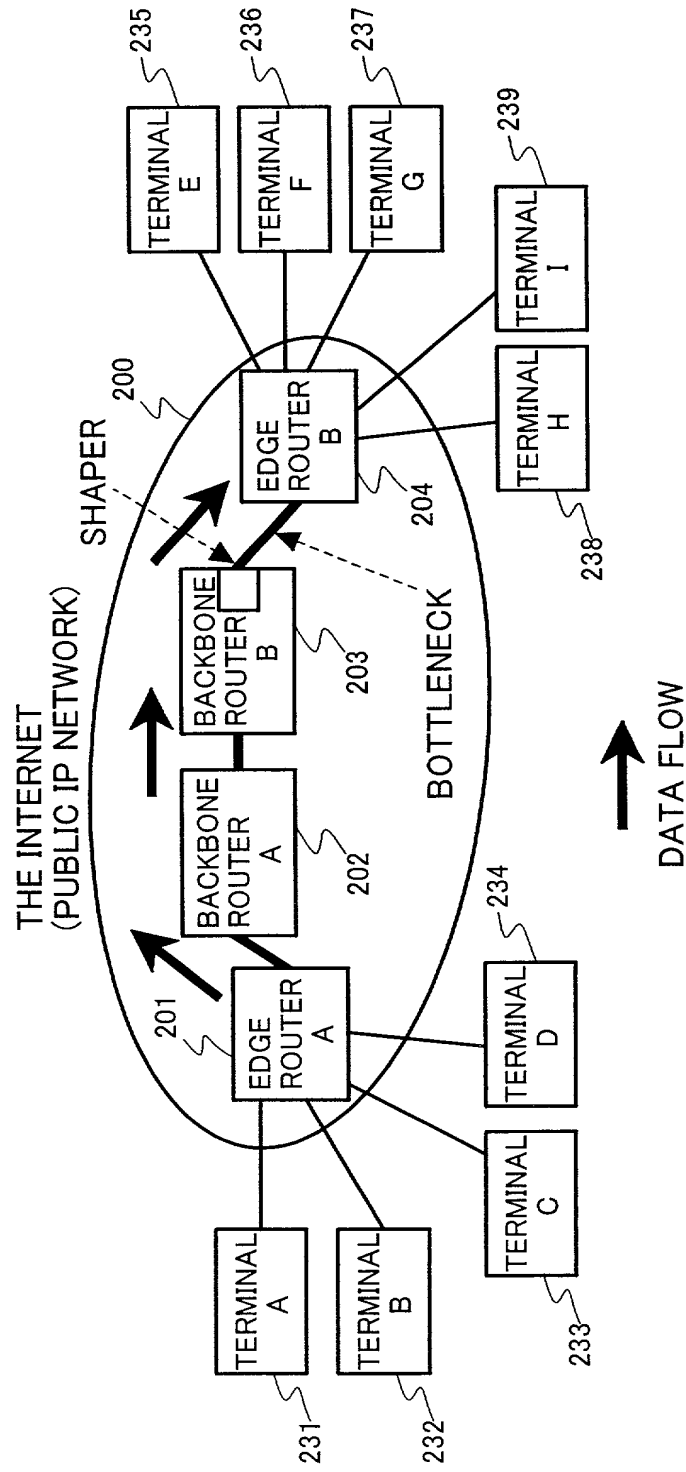 THE INTERNET
(PUBLIC IP NETWORK)
SHAPER
200
201
EDGE
ROUTER
A
BACKBONE
ROUTER
A
202
BACKBONE
ROUTER
B
203
EDGE
ROUTER
B
204
BOTTLENECK
TERMINAL
A
231
TERMINAL
B
232
TERMINAL
C
233
TERMINAL
D
234
TERMINAL
E
235
TERMINAL
F
236
TERMINAL
G
237
TERMINAL
H
238
TERMINAL
I
239
DATA FLOW